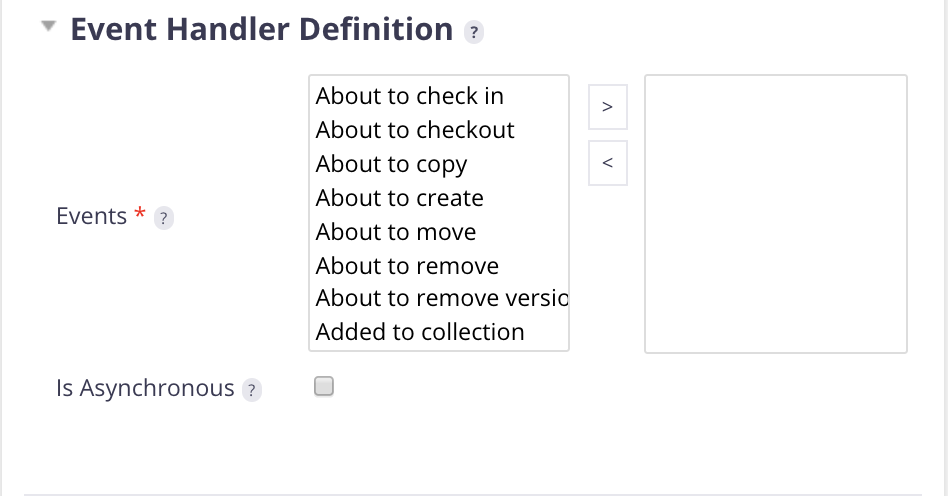 Event Handler Definition ?
About to check in
About to checkout
About to copy
About to create
About to move
About to remove
About to remove versio
Added to collection
>
<
Events * ?
Is Asynchronous ?